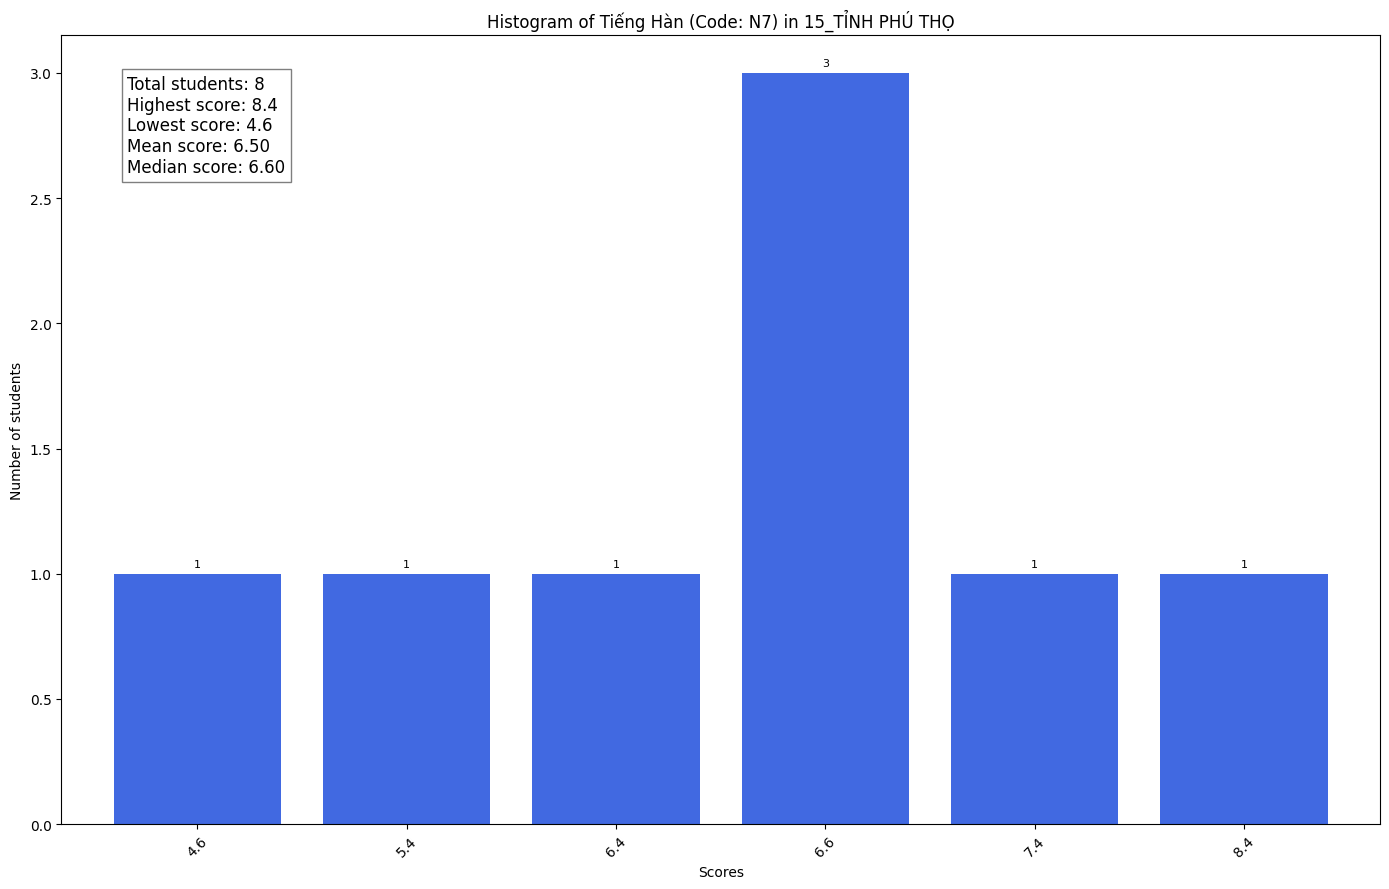 Histogram of Tiếng Hàn (Code: N7) in 15_TỈNH PHÚ THỌ
Total students: 8
Highest score: 8.4
Lowest score: 4.6
Mean score: 6.50
Median score: 6.60
Number of students
3.0
2.5
2.0
1.5
1.0
0.5
0.0
1
1
1
3
1
1
4.6
5.4
6.4
6.6
7.4
8.4
Scores